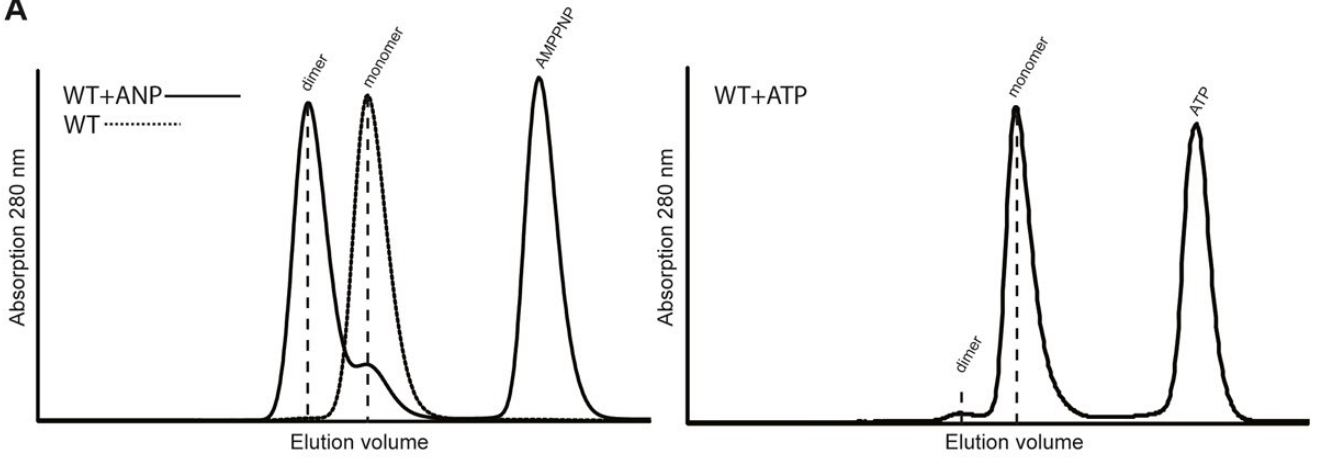 A
dimer
monomer
AMPPNP
WT+ANP
WT
Absorption 280 nm
Elution volume
monomer
ATP
WT+ATP
dimer
Absorption 280 nm
Elution volume